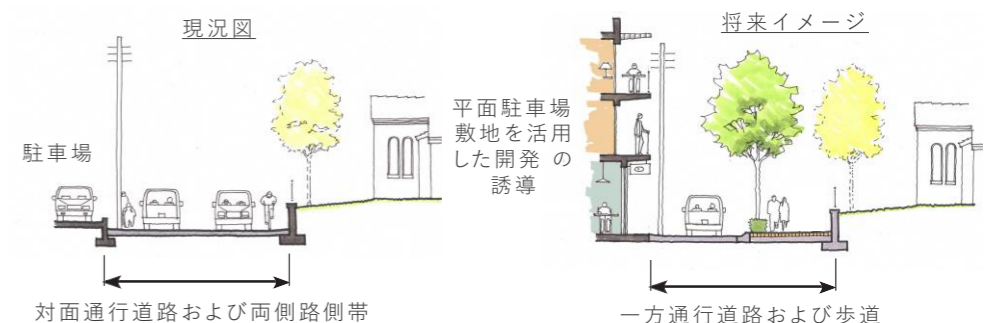 現況図
駐車場
対面通行道路および両側路側帯
将来イメージ
平面駐車場
敷地を活用
した開発 の
誘導
一方通行道路および歩道